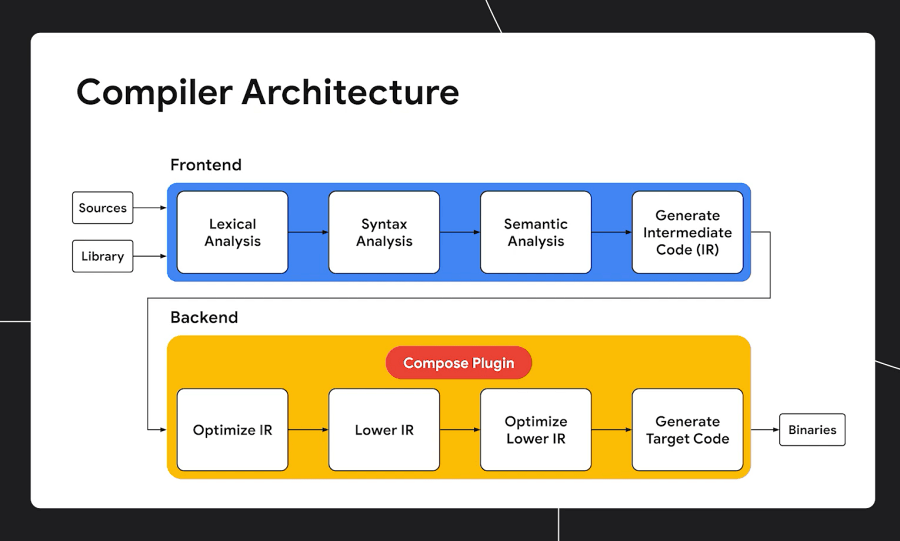 Compiler Architecture
Frontend
Sources
Library
Lexical
Analysis
Syntax
Analysis
Semantic
Analysis
Generate
Intermediate
Code (IR)
Backend
Compose Plugin
Optimize IR
Lower IR
Optimize
Lower IR
Generate
Target Code
Binaries